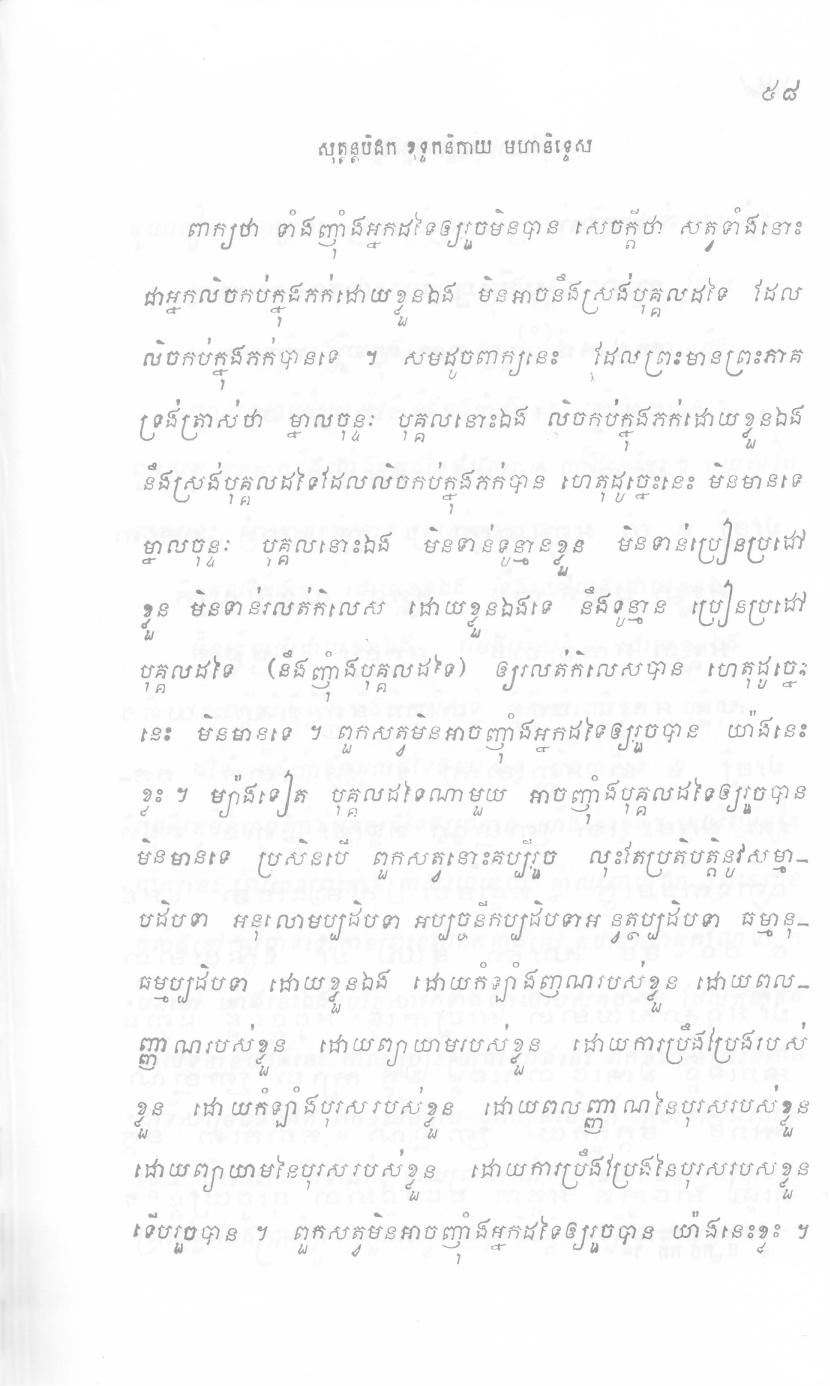 ៥៨
សុត្តន្តបិដក ខុទ្ទកនិកាយ មហានិទ្ទេស
ពាក្យថា ទាំងញុំាងអ្នកដទៃឲ្យរួចមិនបាន សេចក្តីថា សត្វទាំងនោះ
ជាអ្នកលិចកប់ក្នុងភក់ដោយខ្លួនឯង មិនអាចនឹងស្រង់បុគ្គលដទៃ ដែល
លិចកប់ក្នុងភក់បានទេ ។ សមដូចពាក្យនេះ ដែលព្រះមានព្រះភាគ
ទ្រង់ត្រាស់ថា ម្នាលចុន្ទៈ បុគ្គលនោះឯង លិចកប់ក្នុងភក់ដោយខ្លួនឯង
នឹងស្រង់បុគ្គលដទៃដែលលិចកប់ក្នុងភក់បាន ហេតុដូច្នេះនេះ មិនមានទេ
ម្នាលចុន្ទៈ បុគ្គលនោះឯង មិនទាន់ទូន្មានខ្លួន មិនទាន់ប្រៀនប្រដៅ
ខ្លួន មិនទាន់រលត់កិលេស ដោយខ្លួនឯងទេ នឹងទូន្មាន ប្រៀនប្រដៅ
បុគ្គលដទៃ (នឹងញុំាងបុគ្គលដទៃ) ឲ្យរលត់កិលេសបាន ហេតុដូច្នេះ
នេះ មិនមានទេ ។ ពួកសត្វមិនអាចញុំាងអ្នកដទៃឲ្យរួចបាន យ៉ាងនេះ
ខ្លះ ។ ម្យ៉ាងទៀត បុគ្គលដទៃណាមួយ អាចញុំាងបុគ្គលដទៃឲ្យរួចបាន
មិនមានទេ ប្រសិនបើ ពួកសត្វនោះគប្បីរួច លុះតែប្រតិបត្តិនូវសម្មា-
បដិបទា អនុលោមប្បដិបទា អប្បច្ចនីកប្បដិបទាអ ន្វត្ថប្បដិបទា ធម្មានុ-
ធម្មប្បដិបទា ដោយខ្លួនឯង ដោយកំឡាំងញាណរបស់ខ្លួន ដោយពល-
ញ្ញាណរបស់ខ្លួន ដោយព្យាយាមរបស់ខ្លួន ដោយការប្រឹងប្រែងរបស់
ខ្លួន ដោយកំឡាំងបុរសរបស់ខ្លួន ដោយពលញ្ញាណនៃបុរសរបស់ខ្លួន
ដោយព្យាយាមនៃបុរសរបស់ខ្លួន ដោយការប្រឹងប្រែងនៃបុរសរបសខ្លួន
ទើបរួចបាន ។ ពួកសត្វមិនអាចញុំាងអ្នកដទៃឲ្យរួចបាន យ៉ាងនេះខ្លះ ។